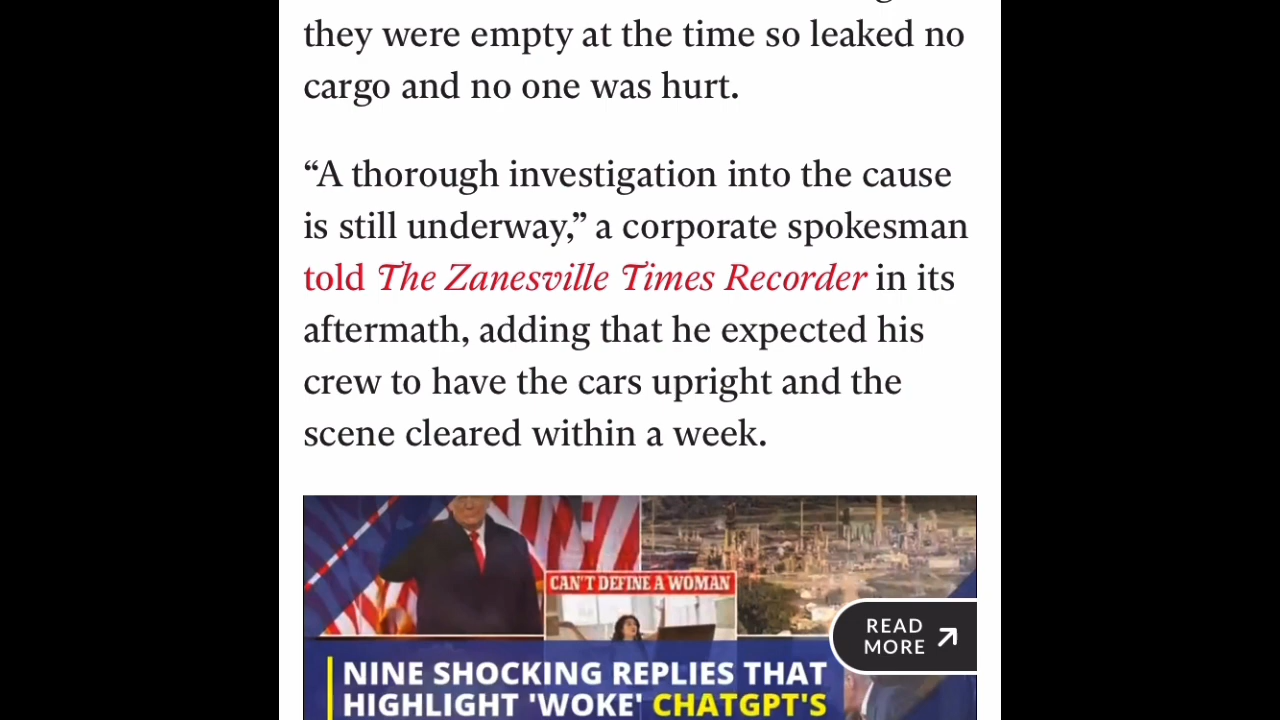 they were empty at the time so leaked no
cargo and no one was hurt.
“A thorough investigation into the cause
is still underway,” a corporate spokesman
told The Zanesville Times Recorder in its
aftermath, adding that he expected his
crew to have the cars upright and the
scene cleared within a week.
CAN'T DEFINE A WOMAN
READ
MORE
NINE SHOCKING REPLIES THAT
HIGHLIGHT 'WOKE' CHATGPT'S